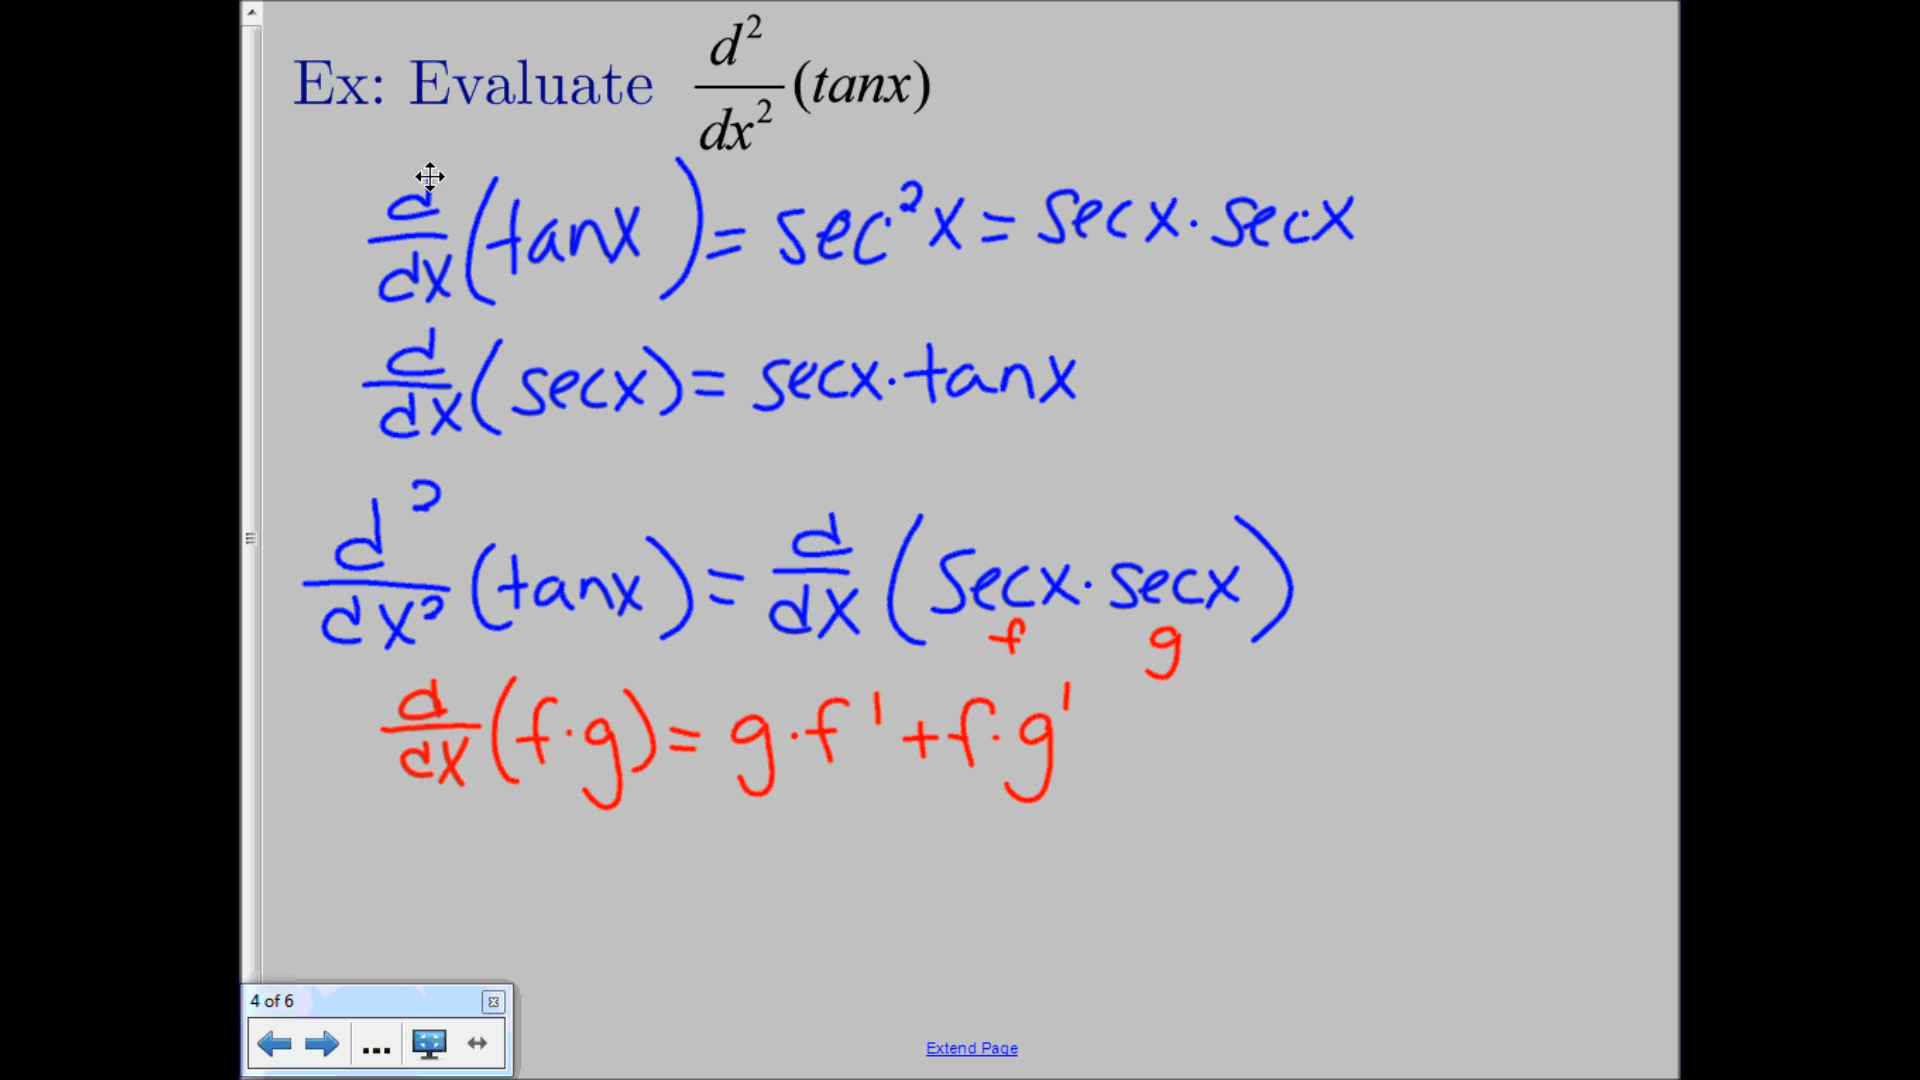 Ex: Evaluate d²/dx² (tanx)
d/dx (tanx) = sec²x = secx · secx
d/dx (secx) = secx · tanx
d²/dx² (tanx) = d/dx (secx · secx)
f g
d/dx (f · g) = g · f ' + f · g'
4 of 6
...
Extend Page